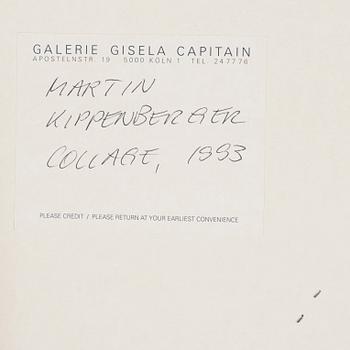 GALERIE GISELA CAPITAIN
APOSTELNSTR. 19 5000 KÖLN 1 TEL. 247776
MARTIN
KIPPENBERGER
COLLAGE, 1993
PLEASE CREDIT / PLEASE RETURN AT YOUR EARLIEST CONVENIENCE